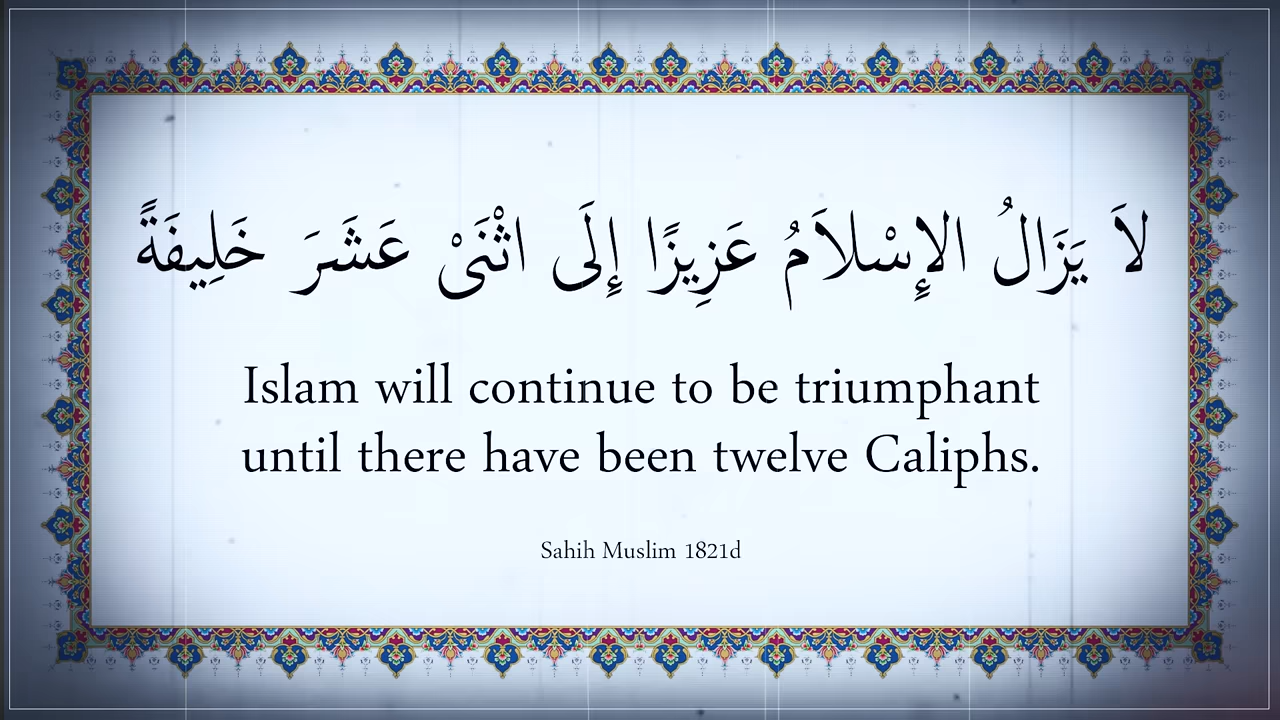 لاَ يَزَالُ الإِسْلاَمُ عَزِيزًا إِلَى اثْنَىْ عَشَرَ خَلِيفَةً
Islam will continue to be triumphant
until there have been twelve Caliphs.
Sahih Muslim 1821d